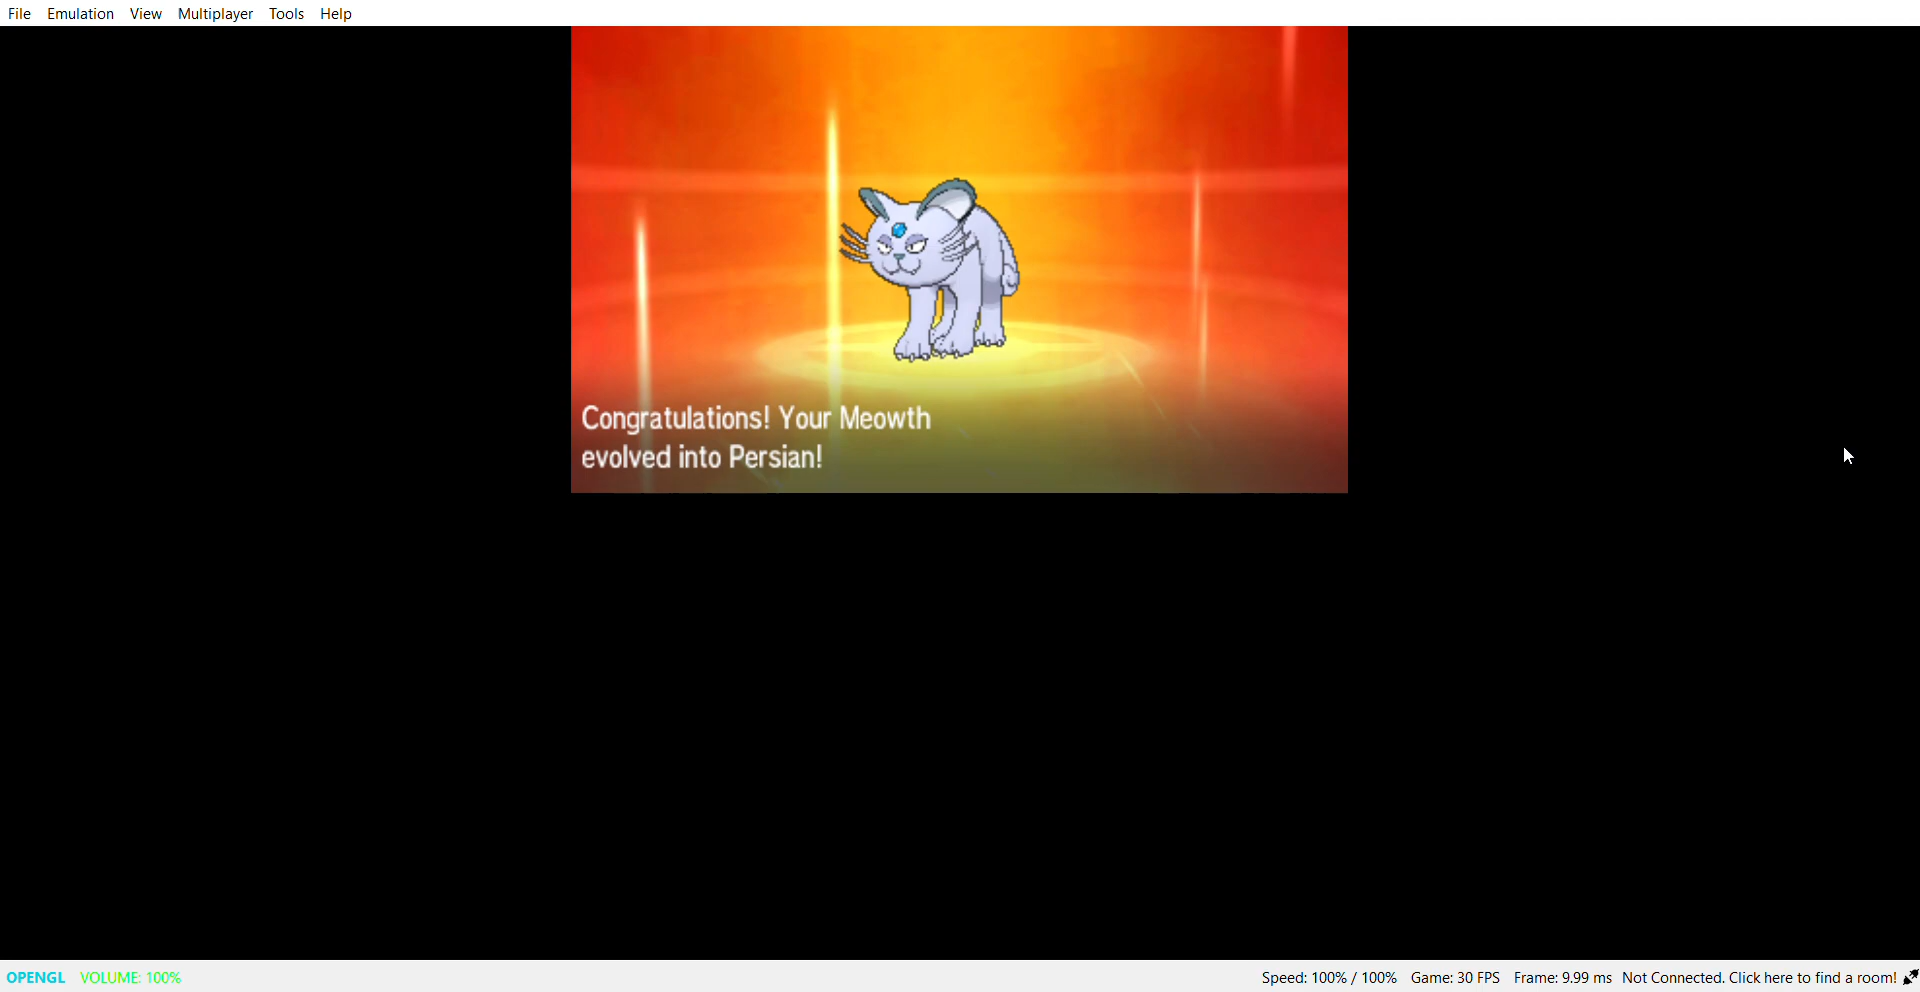 File Emulation View Multiplayer Tools Help
Congratulations! Your Meowth
evolved into Persian!
OPENGL VOLUME: 100% Speed: 100% / 100% Game: 30 FPS Frame: 9.99 ms Not Connected. Click here to find a room!